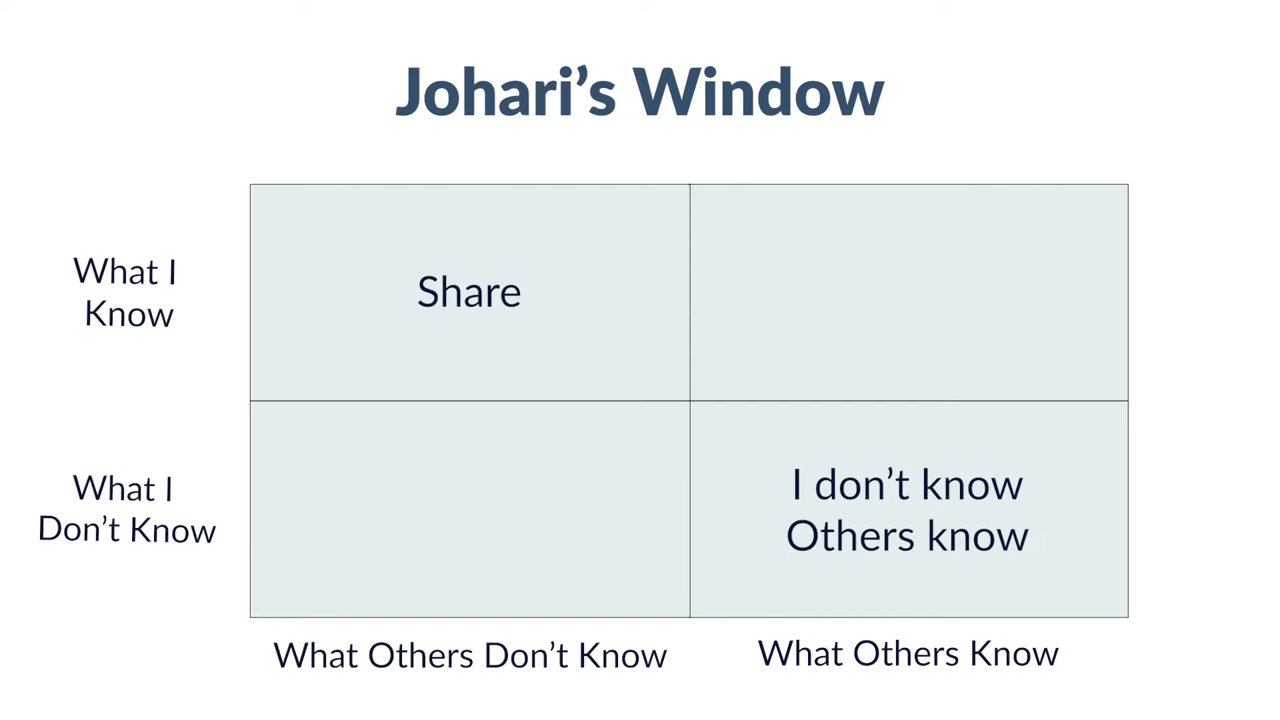 Johari’s Window
What I
Know
Share
What I
Don’t Know
I don’t know
Others know
What Others Don’t Know
What Others Know